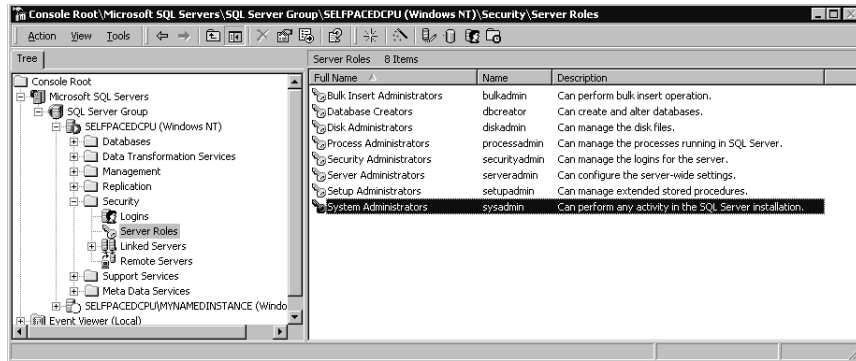 Console Root\Microsoft SQL Servers\SQL Server Group\SELFPACEDCPU (Windows NT)\Security\Server Roles
Action View Tools
Tree
Server Roles 8 Items
Console Root
Microsoft SQL Servers
SQL Server Group
SELFPACEDCPU (Windows NT)
Databases
Data Transformation Services
Management
Replication
Security
Logins
Server Roles
Linked Servers
Remote Servers
Support Services
Meta Data Services
SELFPACEDCPU\MYNAMEDINSTANCE (Windo
Event Viewer (Local)
Full Name Name Description
Bulk Insert Administrators bulkadmin Can perform bulk insert operation.
Database Creators dbcreator Can create and alter databases.
Disk Administrators diskadmin Can manage the disk files.
Process Administrators processadmin Can manage the processes running in SQL Server.
Security Administrators securityadmin Can manage the logins for the server.
Server Administrators serveradmin Can configure the server-wide settings.
Setup Administrators setupadmin Can manage extended stored procedures.
System Administrators sysadmin Can perform any activity in the SQL Server installation.